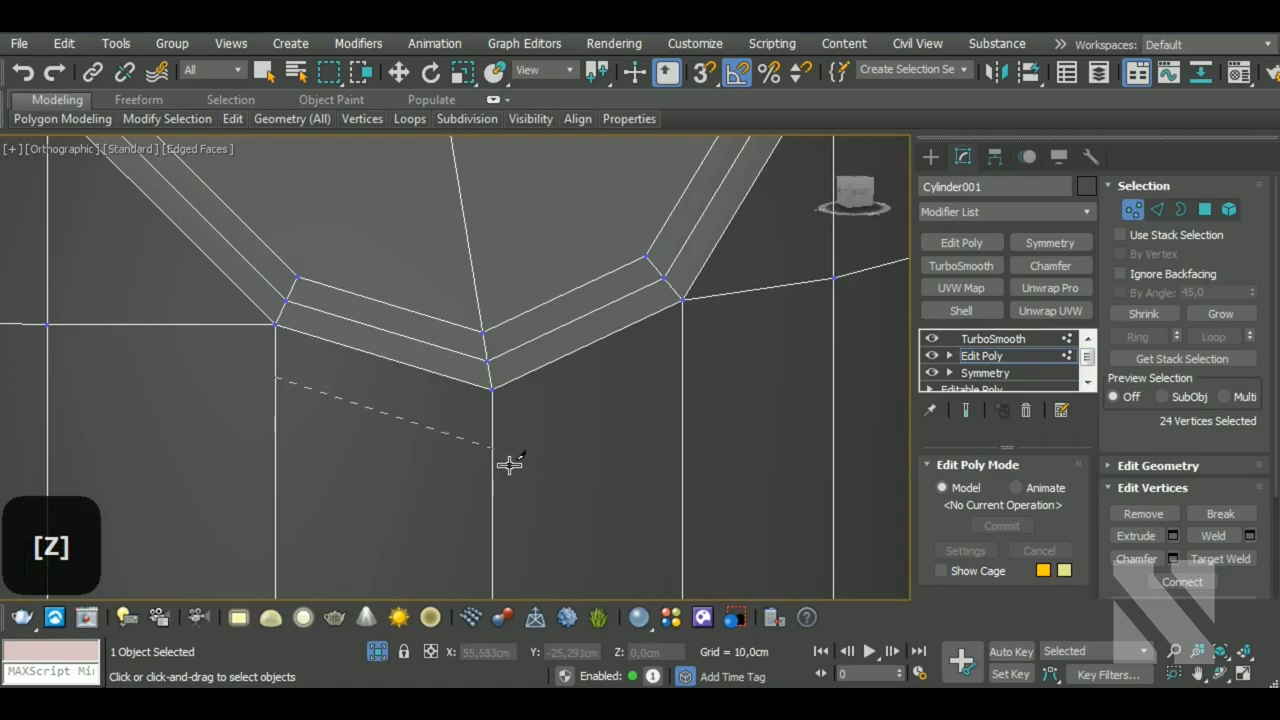 File Edit Tools Group Views Create Modifiers Animation Graph Editors Rendering Customize Scripting Content Civil View Substance Workspaces: Default
All View Create Selection Se
Modeling Freeform Selection Object Paint Populate
Polygon Modeling Modify Selection Edit Geometry (All) Vertices Loops Subdivision Visibility Align Properties
[+] [Orthographic] [Standard] [Edged Faces]
Cylinder001
Modifier List
Edit Poly Symmetry
TurboSmooth Chamfer
UVW Map Unwrap Pro
Shell Unwrap UVW
TurboSmooth
Edit Poly
Symmetry
Editable Poly
Edit Poly Mode
Model Animate
<No Current Operation>
Commit
Settings Cancel
Show Cage
Selection
Use Stack Selection
By Vertex
Ignore Backfacing
By Angle: 45,0
Shrink Grow
Ring Loop
Get Stack Selection
Preview Selection
Off SubObj Multi
24 Vertices Selected
Edit Geometry
Edit Vertices
Remove Break
Extrude Weld
Chamfer Target Weld
Connect
[Z]
MAXScript Mi
1 Object Selected
Click or click-and-drag to select objects
X: 55,583cm Y: -25,291cm Z: 0,0cm Grid = 10,0cm
Enabled: 1 Add Time Tag
0
Auto Key Selected
Set Key Key Filters...